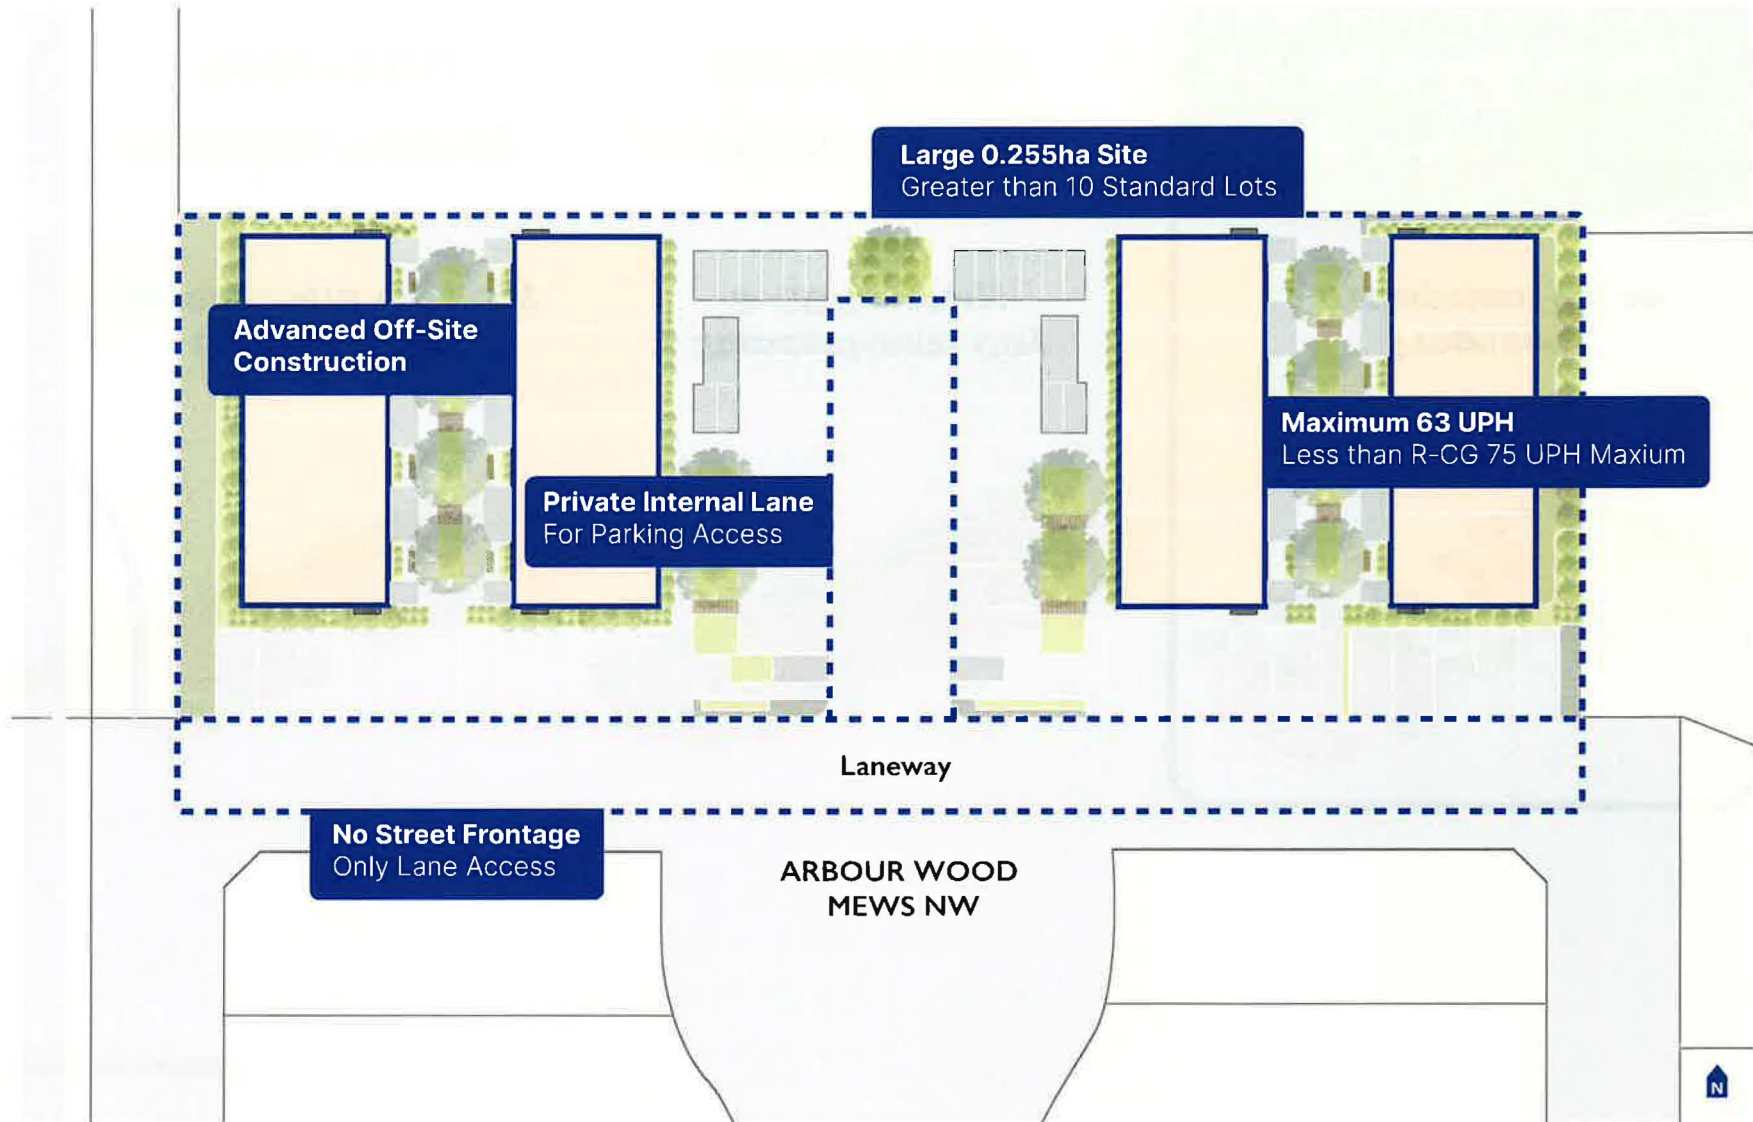 Large 0.255ha Site
Greater than 10 Standard Lots
Advanced Off-Site
Construction
Maximum 63 UPH
Less than R-CG 75 UPH Maxium
Private Internal Lane
For Parking Access
Laneway
No Street Frontage
Only Lane Access
ARBOUR WOOD
MEWS NW
N